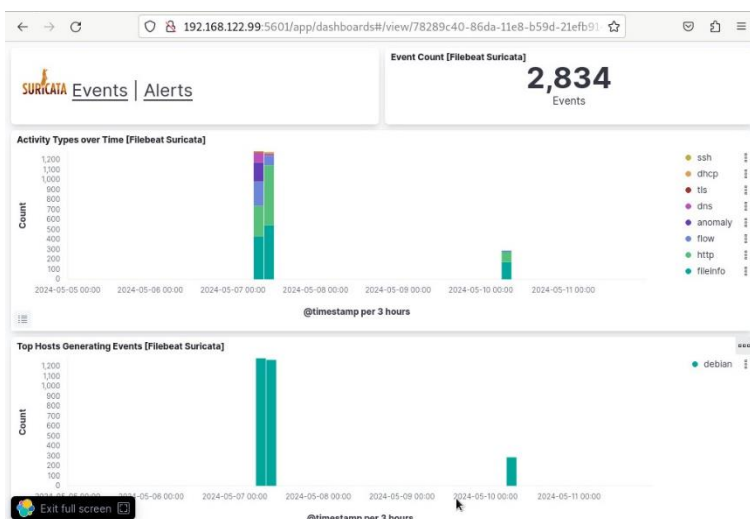 192.168.122.99:5601/app/dashboards#/view/78289c40-86da-11e8-b59d-21efb91
SURICATA Events | Alerts
Event Count [Filebeat Suricata]
2,834
Events
Activity Types over Time [Filebeat Suricata]
Count
1,200
1,100
1,000
900
800
700
600
500
400
300
200
100
0
2024-05-05 00:00 2024-05-06 00:00 2024-05-07 00:00 2024-05-08 00:00 2024-05-09 00:00 2024-05-10 00:00 2024-05-11 00:00
@timestamp per 3 hours
ssh
dhcp
tls
dns
anomaly
flow
http
fileinfo
Top Hosts Generating Events [Filebeat Suricata]
Count
1,200
1,100
1,000
900
800
700
600
500
400
300
200
100
debian
05-06 00:00 2024-05-07 00:00 2024-05-08 00:00 2024-05-09 00:00 2024-05-10 00:00 2024-05-11 00:00
@timestamp per 3 hours
Exit full screen